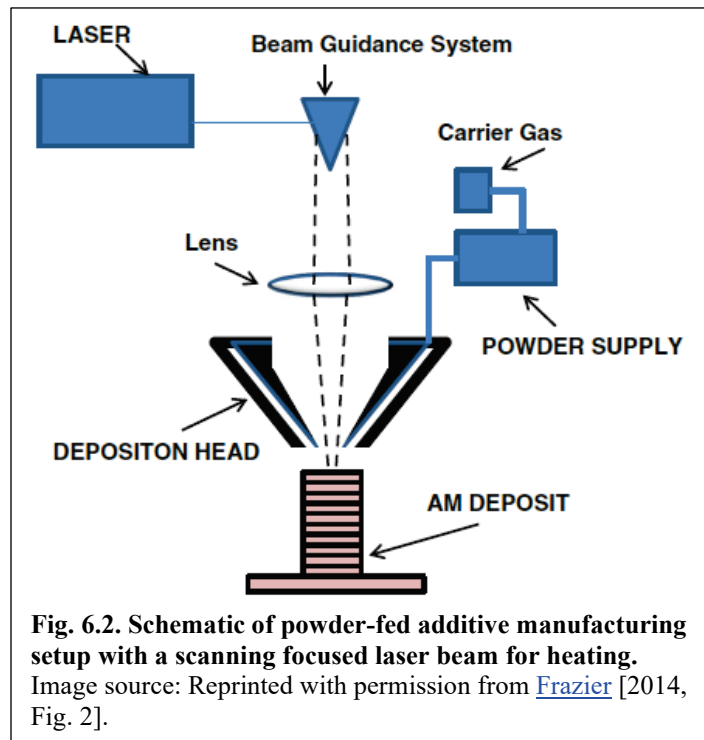 LASER
Beam Guidance System
Carrier Gas
Lens
POWDER SUPPLY
DEPOSITON HEAD
AM DEPOSIT
Fig. 6.2. Schematic of powder-fed additive manufacturing
setup with a scanning focused laser beam for heating.
Image source: Reprinted with permission from Frazier [2014,
Fig. 2].